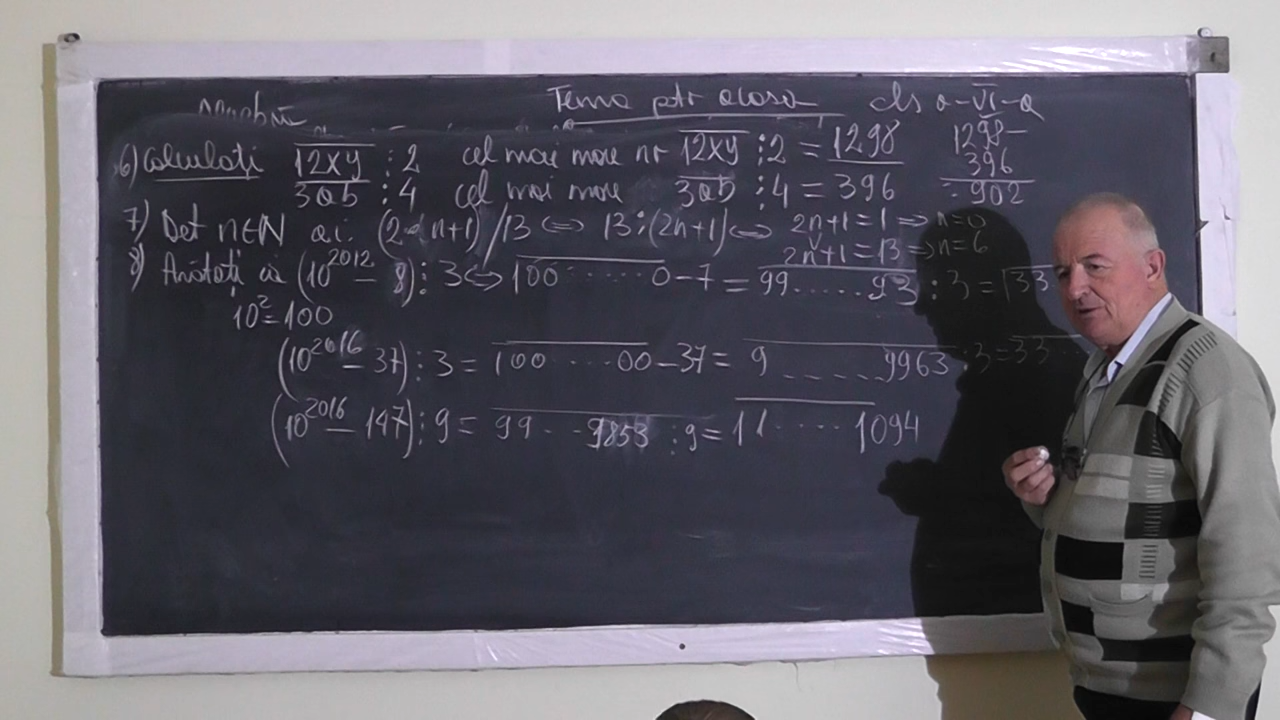 Tema ptr acasa cls a-VI-a
6) Calculați 12xy ⋮ 2 cel mai mare nr 12xy ⋮ 2 = 1298 1298-
3ab ⋮ 4 cel mai mare 3ab ⋮ 4 = 396 396
902
7) Det n∈N a.i. (2·n+1)/13 ⇔ 13⋮(2n+1) ⇔ 2n+1=1 ⇒ n=0
2n+1=13 ⇒ n=6
8) Arătați că (10^2012 - 8) ⋮ 3 ⇔ 100.....0-7 = 99.....93 : 3 = 33
10^2=100
(10^2016 - 37) ⋮ 3 = 100.....00-37 = 9.....9963 : 3 = 33...
(10^2016 - 147) ⋮ 9 = 99...9853 : 9 = 11.....1094